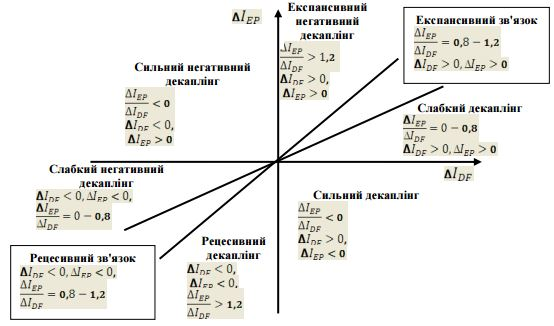 ΔI_EP
Експансивний
негативний
декаплінг
ΔI_EP/ΔI_DF > 1,2
ΔI_DF > 0,
ΔI_EP > 0
Експансивний зв'язок
ΔI_EP/ΔI_DF = 0,8 − 1,2
ΔI_DF > 0, ΔI_EP > 0
Сильний негативний
декаплінг
ΔI_EP/ΔI_DF < 0
ΔI_DF < 0,
ΔI_EP > 0
Слабкий декаплінг
ΔI_EP/ΔI_DF = 0 − 0,8
ΔI_DF > 0, ΔI_EP > 0
ΔI_DF
Слабкий негативний
декаплінг
ΔI_DF < 0, ΔI_EP < 0,
ΔI_EP/ΔI_DF = 0 − 0,8
Сильний декаплінг
ΔI_EP/ΔI_DF < 0
ΔI_DF > 0,
ΔI_EP < 0
Рецесивний зв'язок
ΔI_DF < 0, ΔI_EP < 0,
ΔI_EP/ΔI_DF = 0,8 − 1,2
Рецесивний
декаплінг
ΔI_DF < 0,
ΔI_EP < 0,
ΔI_EP/ΔI_DF > 1,2